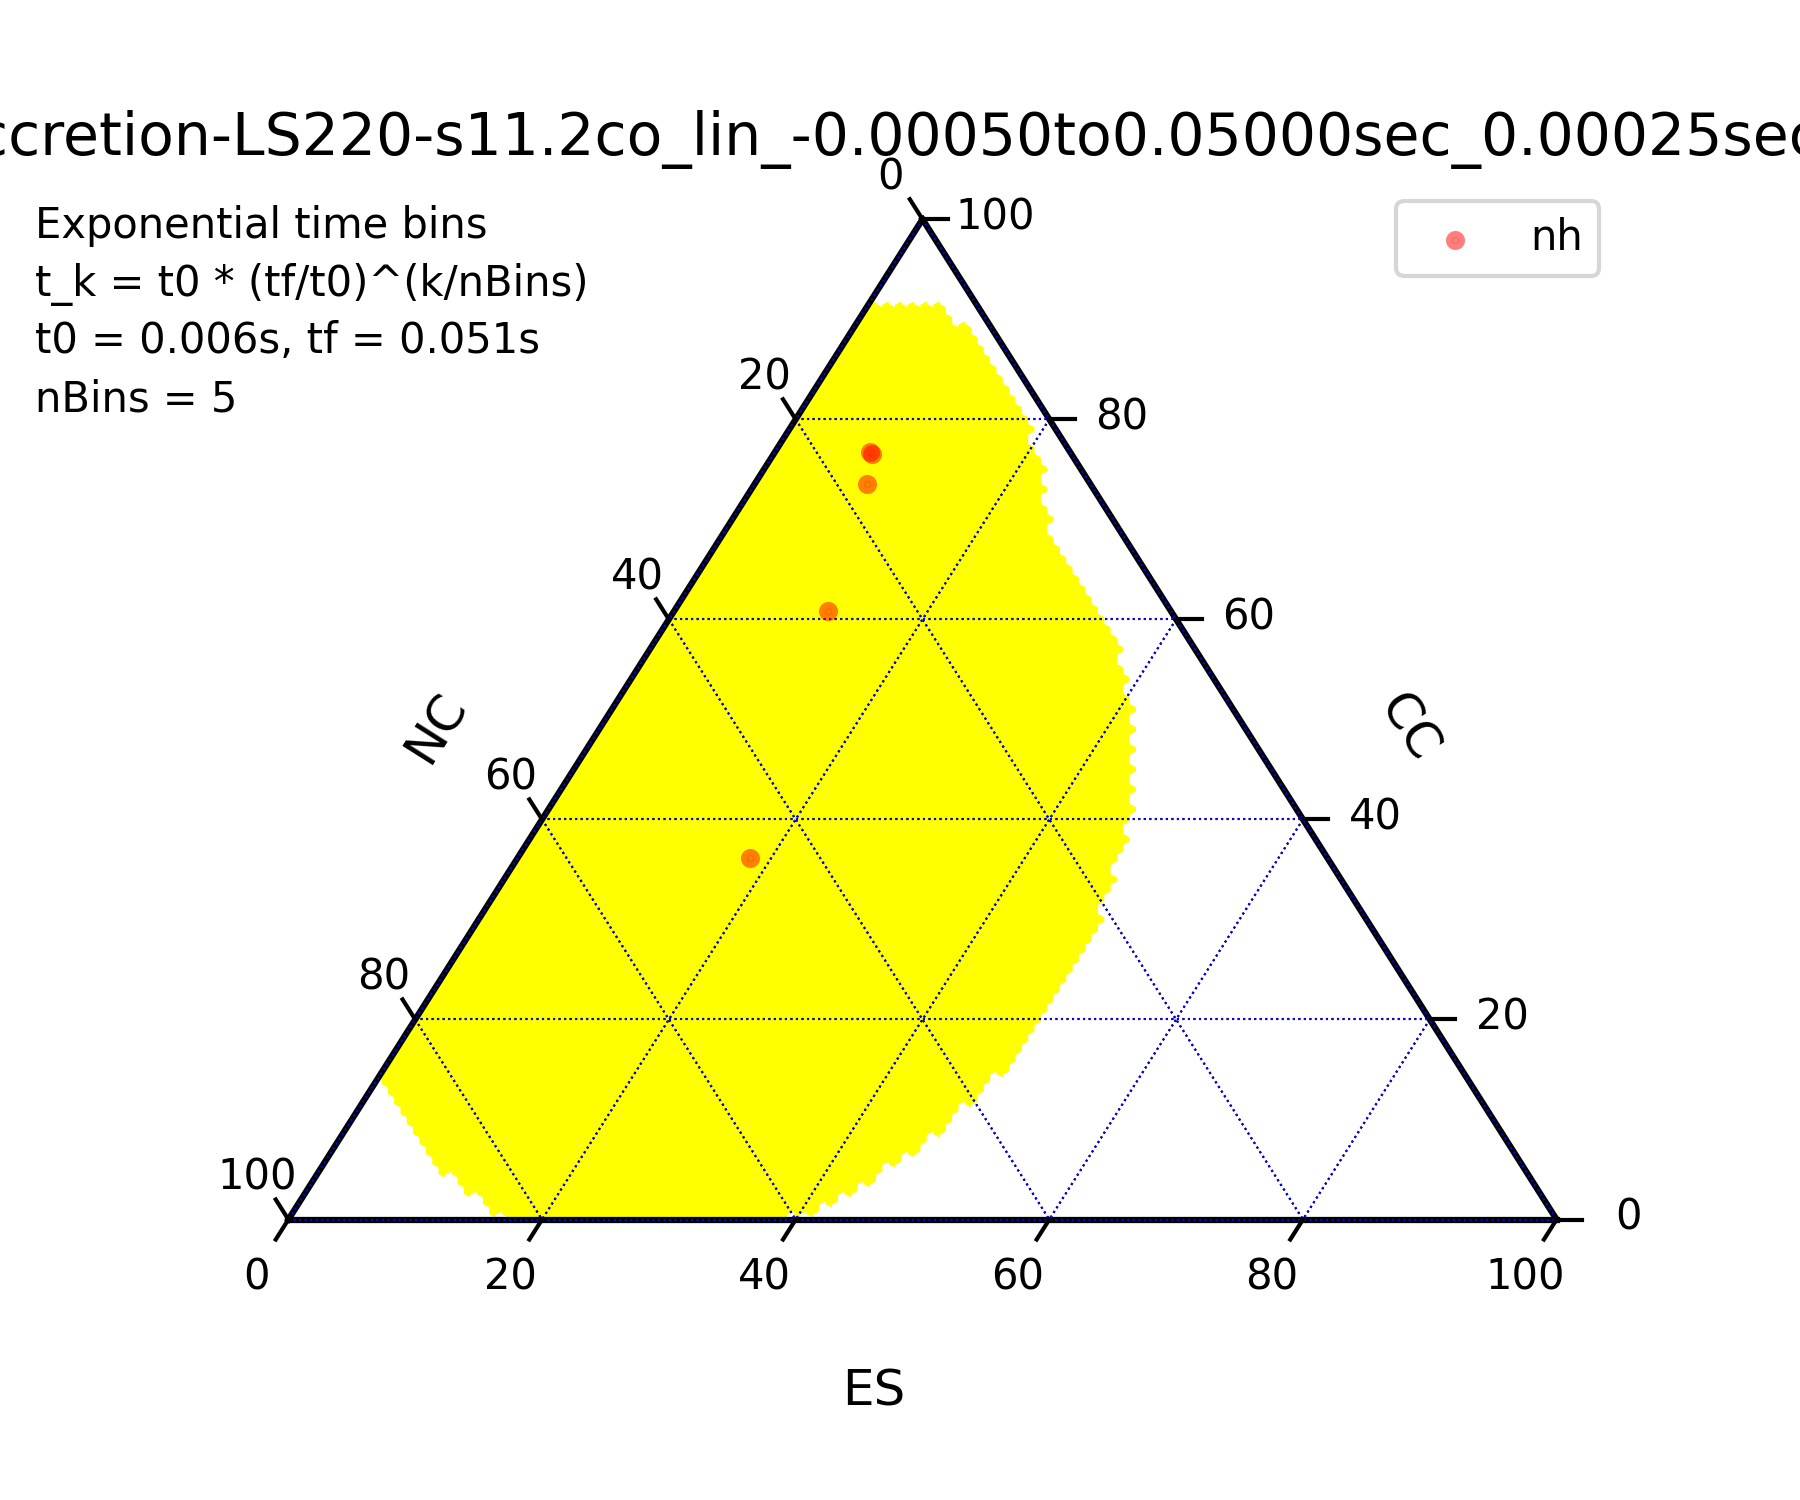 ccretion-LS220-s11.2co_lin_-0.00050to0.05000sec_0.00025sec
Exponential time bins
t_k = t0 * (tf/t0)^(k/nBins)
t0 = 0.006s, tf = 0.051s
nBins = 5
nh
0
100
20
80
40
60
NC
CC
60
40
80
20
100
0
0
20
40
60
80
100
ES